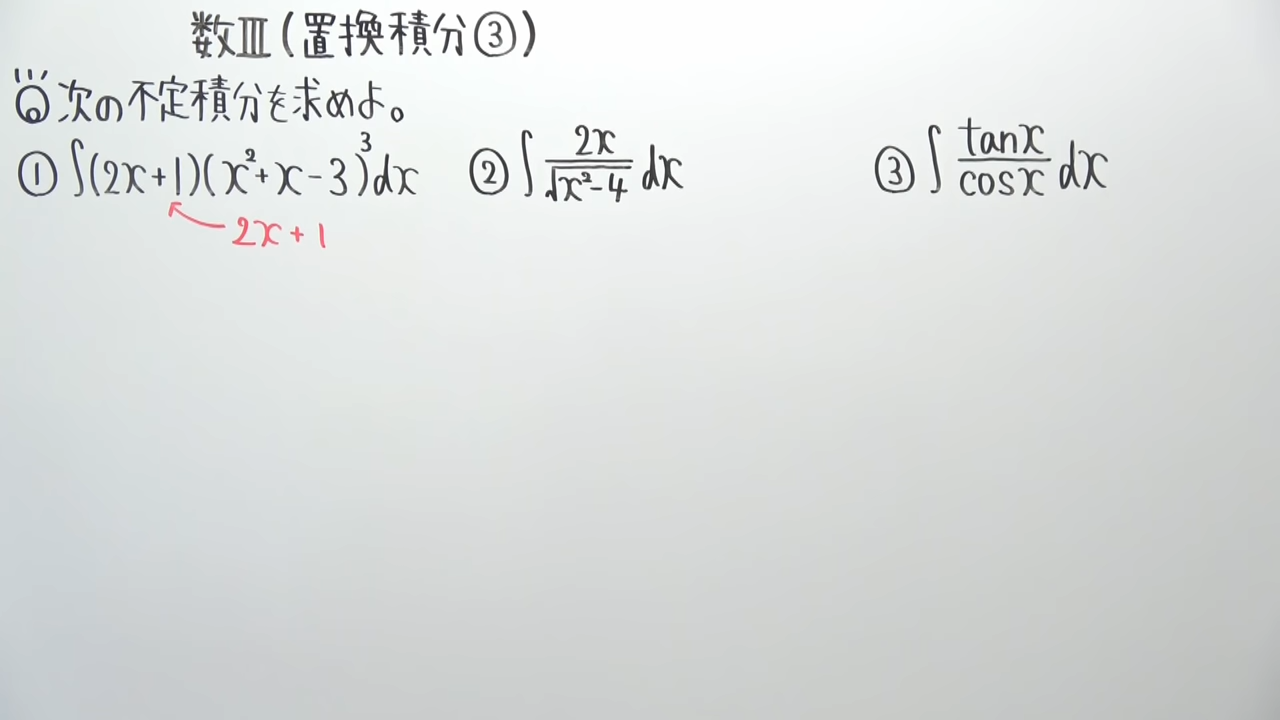 数Ⅲ(置換積分③)
◎次の不定積分を求めよ。
① ∫(2x+1)(x²+x-3)³dx ② ∫ 2x/√(x²-4) dx ③ ∫ tanx/cosx dx
2x+1